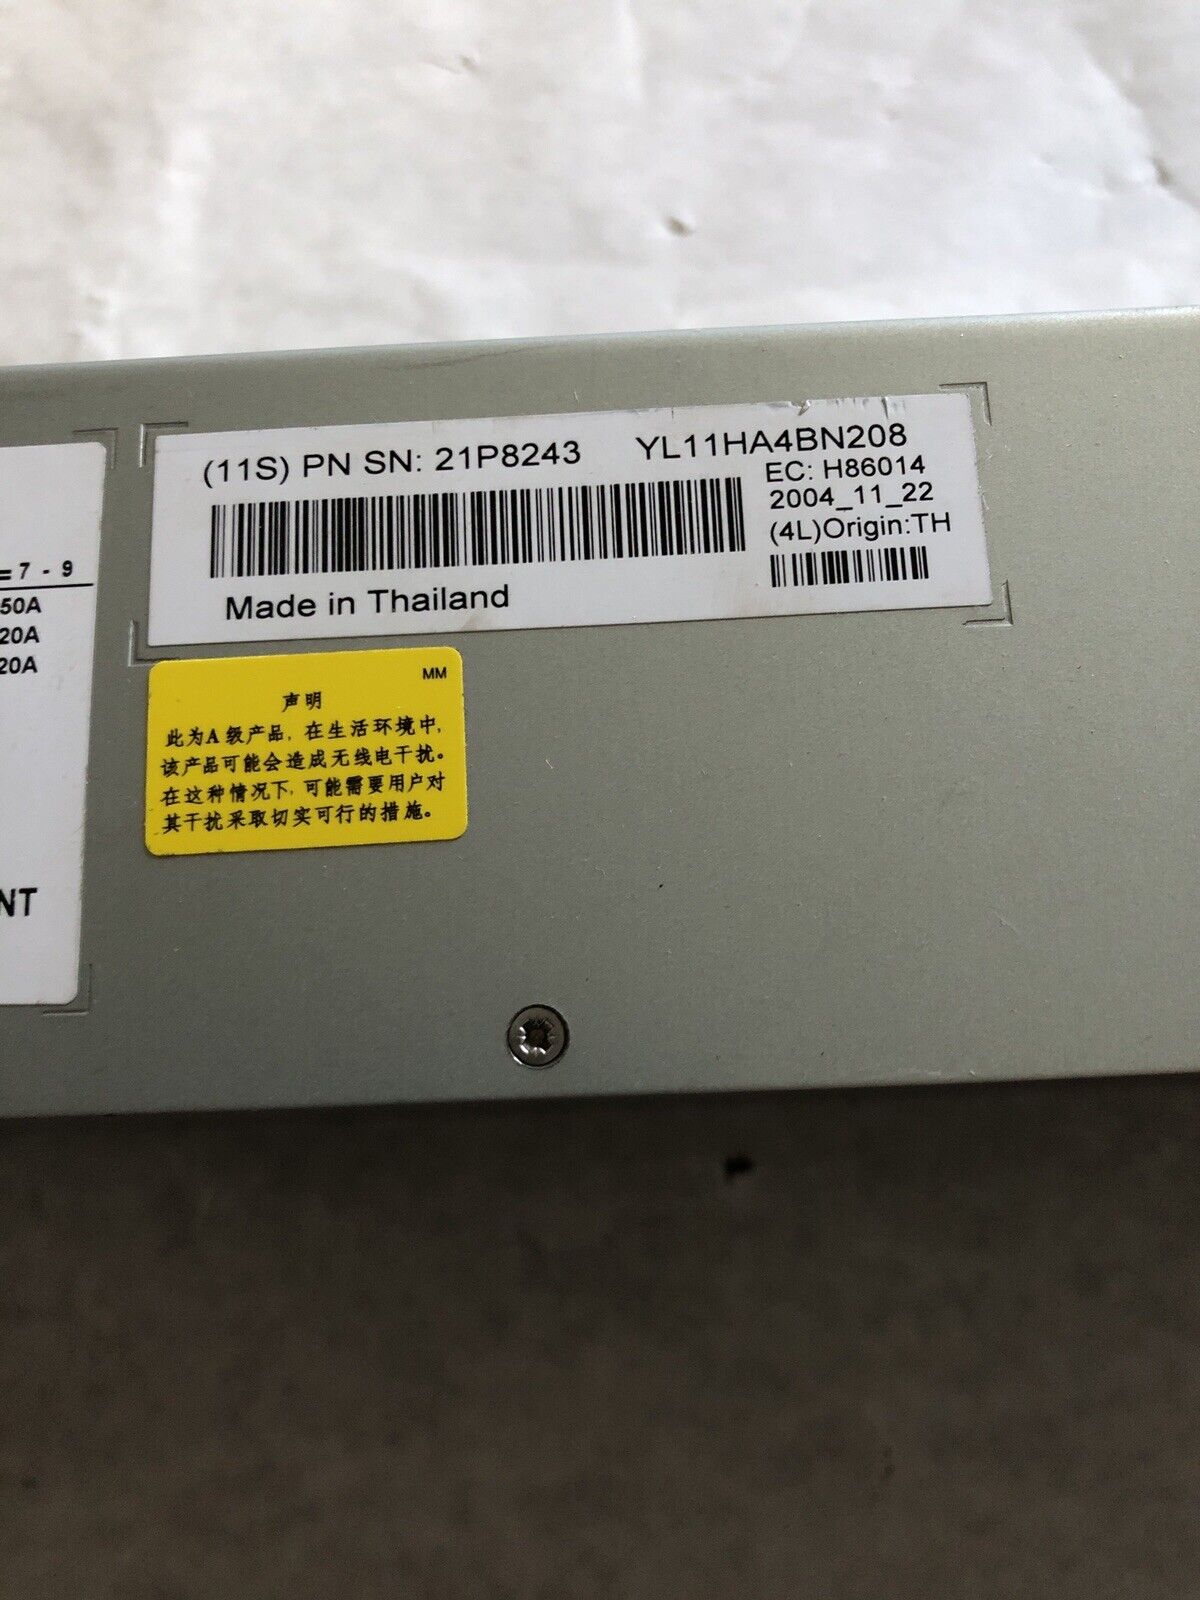 (11S) PN SN: 21P8243 YL11HA4BN208
EC: H86014
2004_11_22
(4L)Origin:TH
Made in Thailand
=7 - 9
50A
20A
20A
NT
MM
声明
此为A级产品，在生活环境中，
该产品可能会造成无线电干扰。
在这种情况下，可能需要用户对
其干扰采取切实可行的措施。